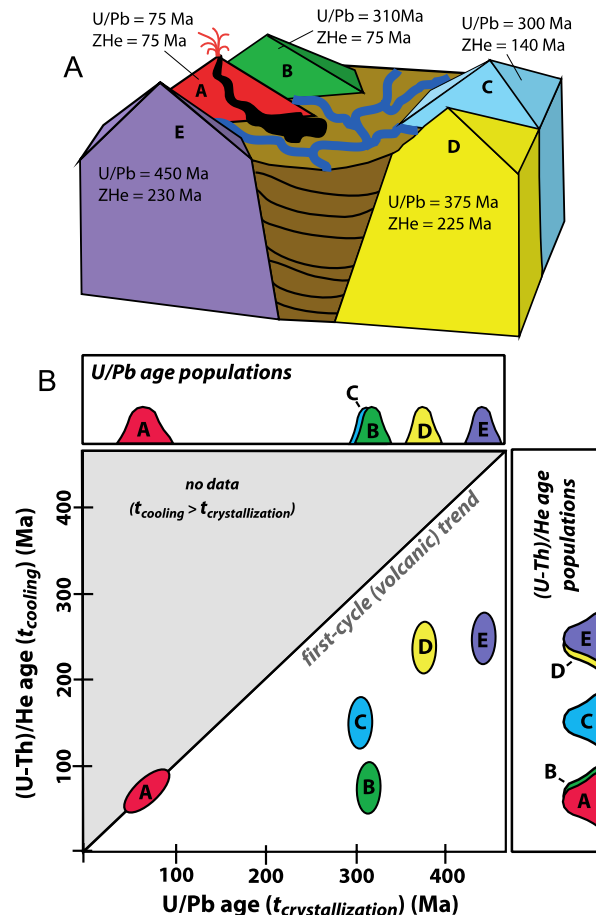 A
U/Pb = 75 Ma
ZHe = 75 Ma
U/Pb = 310Ma
ZHe = 75 Ma
U/Pb = 300 Ma
ZHe = 140 Ma
A
B
C
D
E
U/Pb = 450 Ma
ZHe = 230 Ma
U/Pb = 375 Ma
ZHe = 225 Ma
B
U/Pb age populations
A
C
B
D
E
no data
(tcooling > tcrystallization)
first-cycle (volcanic) trend
A
B
C
D
E
400
300
200
100
(U-Th)/He age (tcooling) (Ma)
100
200
300
400
U/Pb age (tcrystallization) (Ma)
(U-Th)/He age
populations
E
D
C
B
A